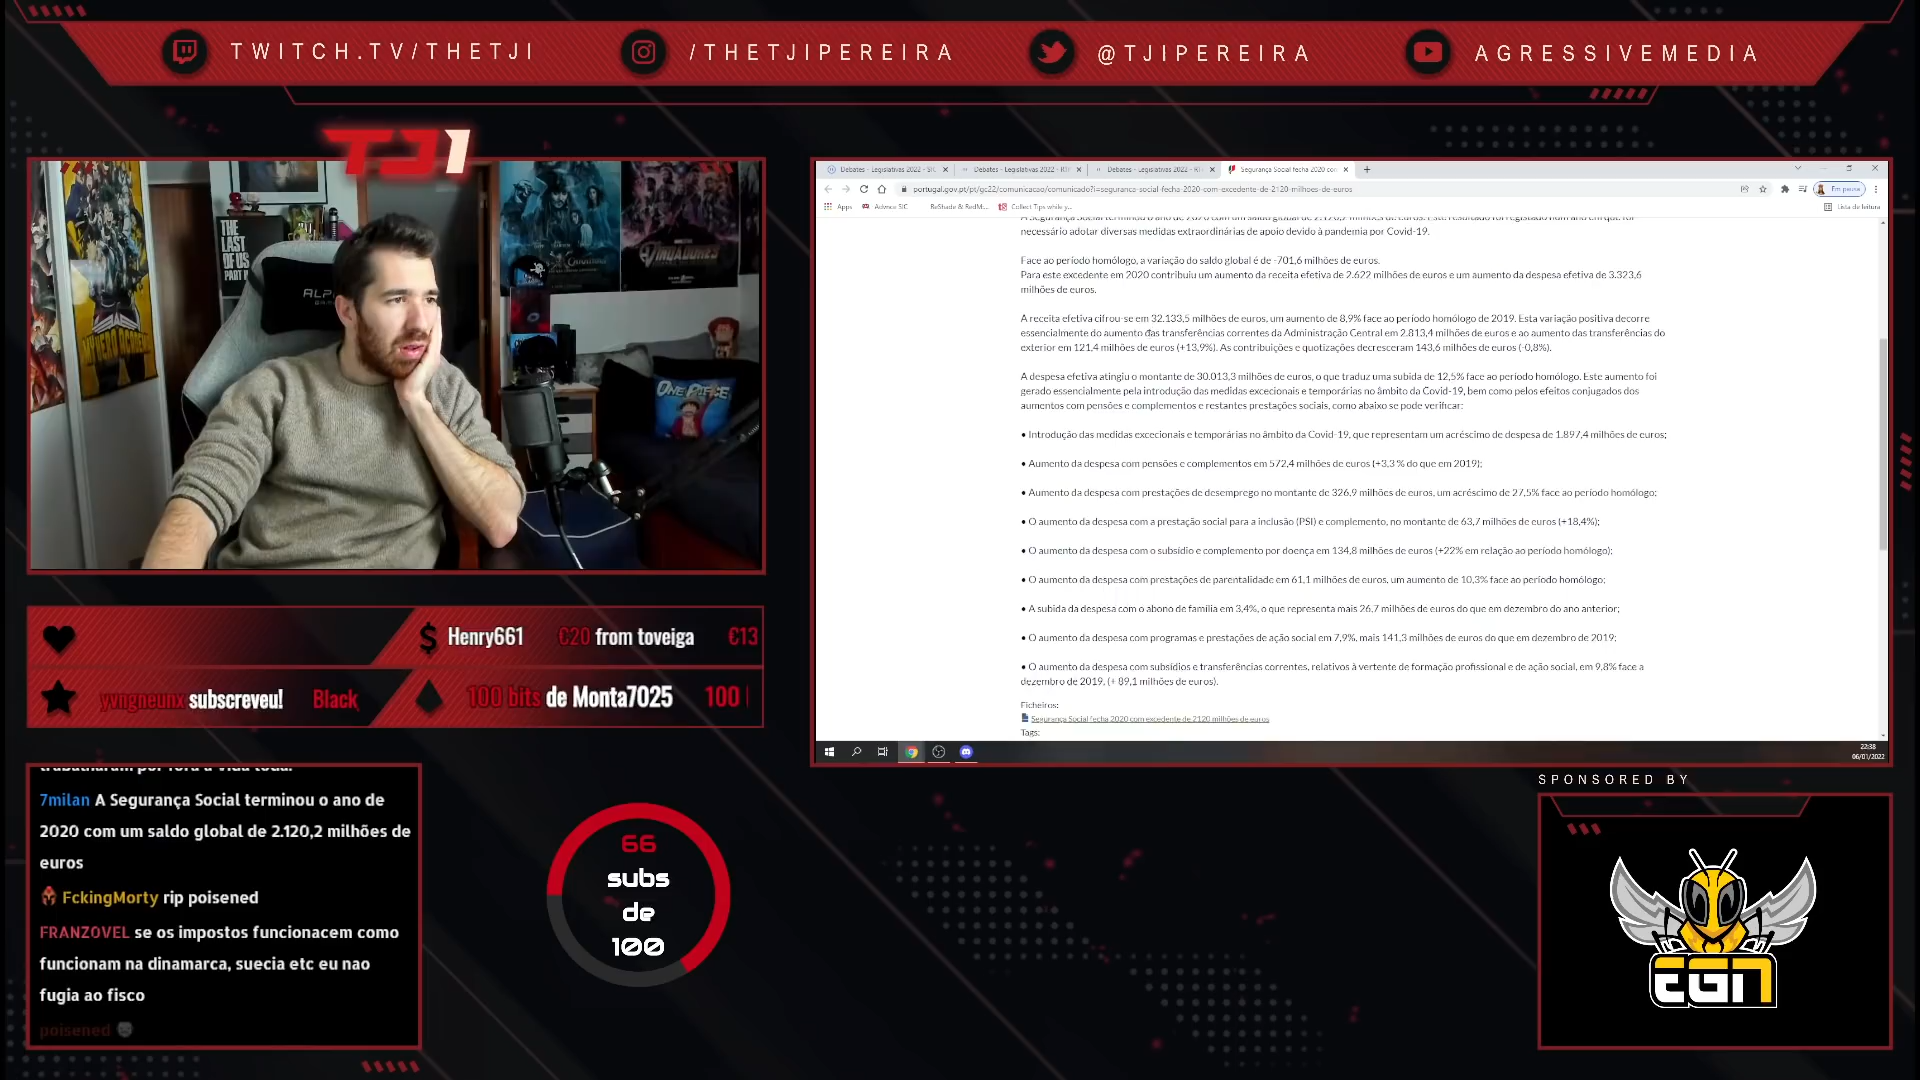 TWITCH.TV/THETJI
/THETJIPEREIRA
@TJIPEREIRA
AGRESSIVEMEDIA
TJI
THE
LAST
OF US
PART II
ONE PIECE
Debates - Legislativas 2022 - SIC
Debates - Legislativas 2022 - RTP
Debates - Legislativas 2022 - RTP
Segurança Social fecha 2020 com
portugal.gov.pt/pt/gc22/comunicacao/comunicado?i=seguranca-social-fecha-2020-com-excedente-de-2120-milhoes-de-euros
Em pausa
Apps
Advnce SIC
ReShade & RedM:...
Collect Tips while y...
Lista de leitura
A Segurança Social terminou o ano de 2020 com um saldo global de 2.120,2 milhões de euros. Este resultado foi registado num ano em que foi
necessário adotar diversas medidas extraordinárias de apoio devido à pandemia por Covid-19.
Face ao período homólogo, a variação do saldo global é de -701,6 milhões de euros.
Para este excedente em 2020 contribuiu um aumento da receita efetiva de 2.622 milhões de euros e um aumento da despesa efetiva de 3.323,6
milhões de euros.
A receita efetiva cifrou-se em 32.133,5 milhões de euros, um aumento de 8,9% face ao período homólogo de 2019. Esta variação positiva decorre
essencialmente do aumento das transferências correntes da Administração Central em 2.813,4 milhões de euros e ao aumento das transferências do
exterior em 121,4 milhões de euros (+13,9%). As contribuições e quotizações decresceram 143,6 milhões de euros (-0,8%).
A despesa efetiva atingiu o montante de 30.013,3 milhões de euros, o que traduz uma subida de 12,5% face ao período homólogo. Este aumento foi
gerado essencialmente pela introdução das medidas excecionais e temporárias no âmbito da Covid-19, bem como pelos efeitos conjugados dos
aumentos com pensões e complementos e restantes prestações sociais, como abaixo se pode verificar:
• Introdução das medidas excecionais e temporárias no âmbito da Covid-19, que representam um acréscimo de despesa de 1.897,4 milhões de euros;
• Aumento da despesa com pensões e complementos em 572,4 milhões de euros (+3,3 % do que em 2019);
• Aumento da despesa com prestações de desemprego no montante de 326,9 milhões de euros, um acréscimo de 27,5% face ao período homólogo;
• O aumento da despesa com a prestação social para a inclusão (PSI) e complemento, no montante de 63,7 milhões de euros (+18,4%);
• O aumento da despesa com o subsídio e complemento por doença em 134,8 milhões de euros (+22% em relação ao período homólogo);
• O aumento da despesa com prestações de parentalidade em 61,1 milhões de euros, um aumento de 10,3% face ao período homólogo;
• A subida da despesa com o abono de família em 3,4%, o que representa mais 26,7 milhões de euros do que em dezembro do ano anterior;
• O aumento da despesa com programas e prestações de ação social em 7,9%, mais 141,3 milhões de euros do que em dezembro de 2019;
• O aumento da despesa com subsídios e transferências correntes, relativos à vertente de formação profissional e de ação social, em 9,8% face a
dezembro de 2019, (+ 89,1 milhões de euros).
Ficheiros:
Segurança Social fecha 2020 com excedente de 2120 milhões de euros
Tags:
22:38
06/01/2022
Henry661 €20 from toveiga €13
yvngneunx subscreveu! Black
100 bits de Monta7025 100
trabalharam por fora a vida toda.
7milan A Segurança Social terminou o ano de
2020 com um saldo global de 2.120,2 milhões de
euros
FckingMorty rip poisened
FRANZOVEL se os impostos funcionacem como
funcionam na dinamarca, suecia etc eu nao
fugia ao fisco
poisened
66
subs
de
100
SPONSORED BY
EGN